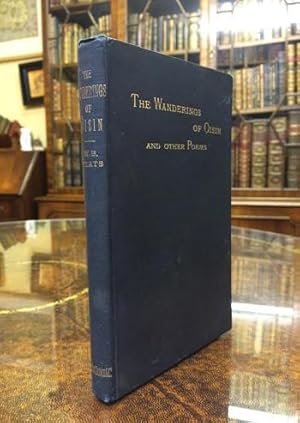 THE
WANDERINGS
OF
OISIN
W. B.
YEATS
THE WANDERINGS
OF OISIN
AND OTHER POEMS